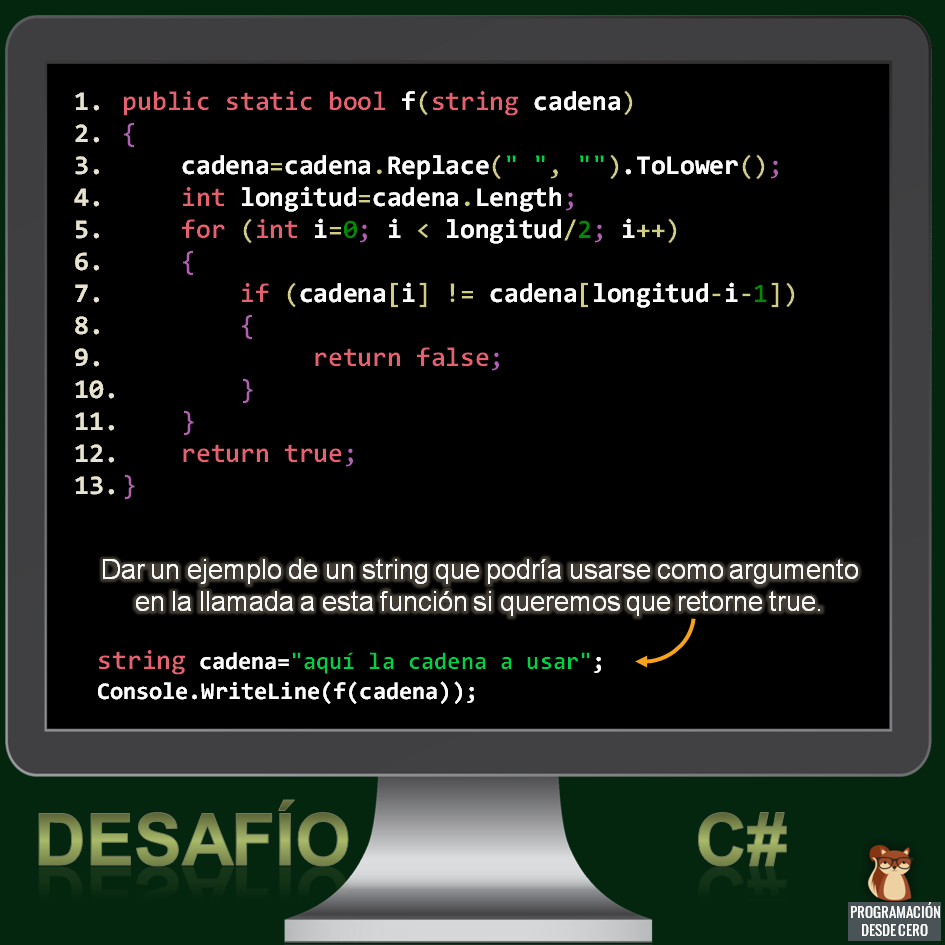 1. public static bool f(string cadena)
2. {
3.     cadena=cadena.Replace(" ", "").ToLower();
4.     int longitud=cadena.Length;
5.     for (int i=0; i < longitud/2; i++)
6.     {
7.         if (cadena[i] != cadena[longitud-i-1])
8.         {
9.              return false;
10.         }
11.     }
12.     return true;
13.}
Dar un ejemplo de un string que podría usarse como argumento
en la llamada a esta función si queremos que retorne true.
string cadena="aquí la cadena a usar";
Console.WriteLine(f(cadena));
DESAFÍO C#
PROGRAMACIÓN
DESDE CERO